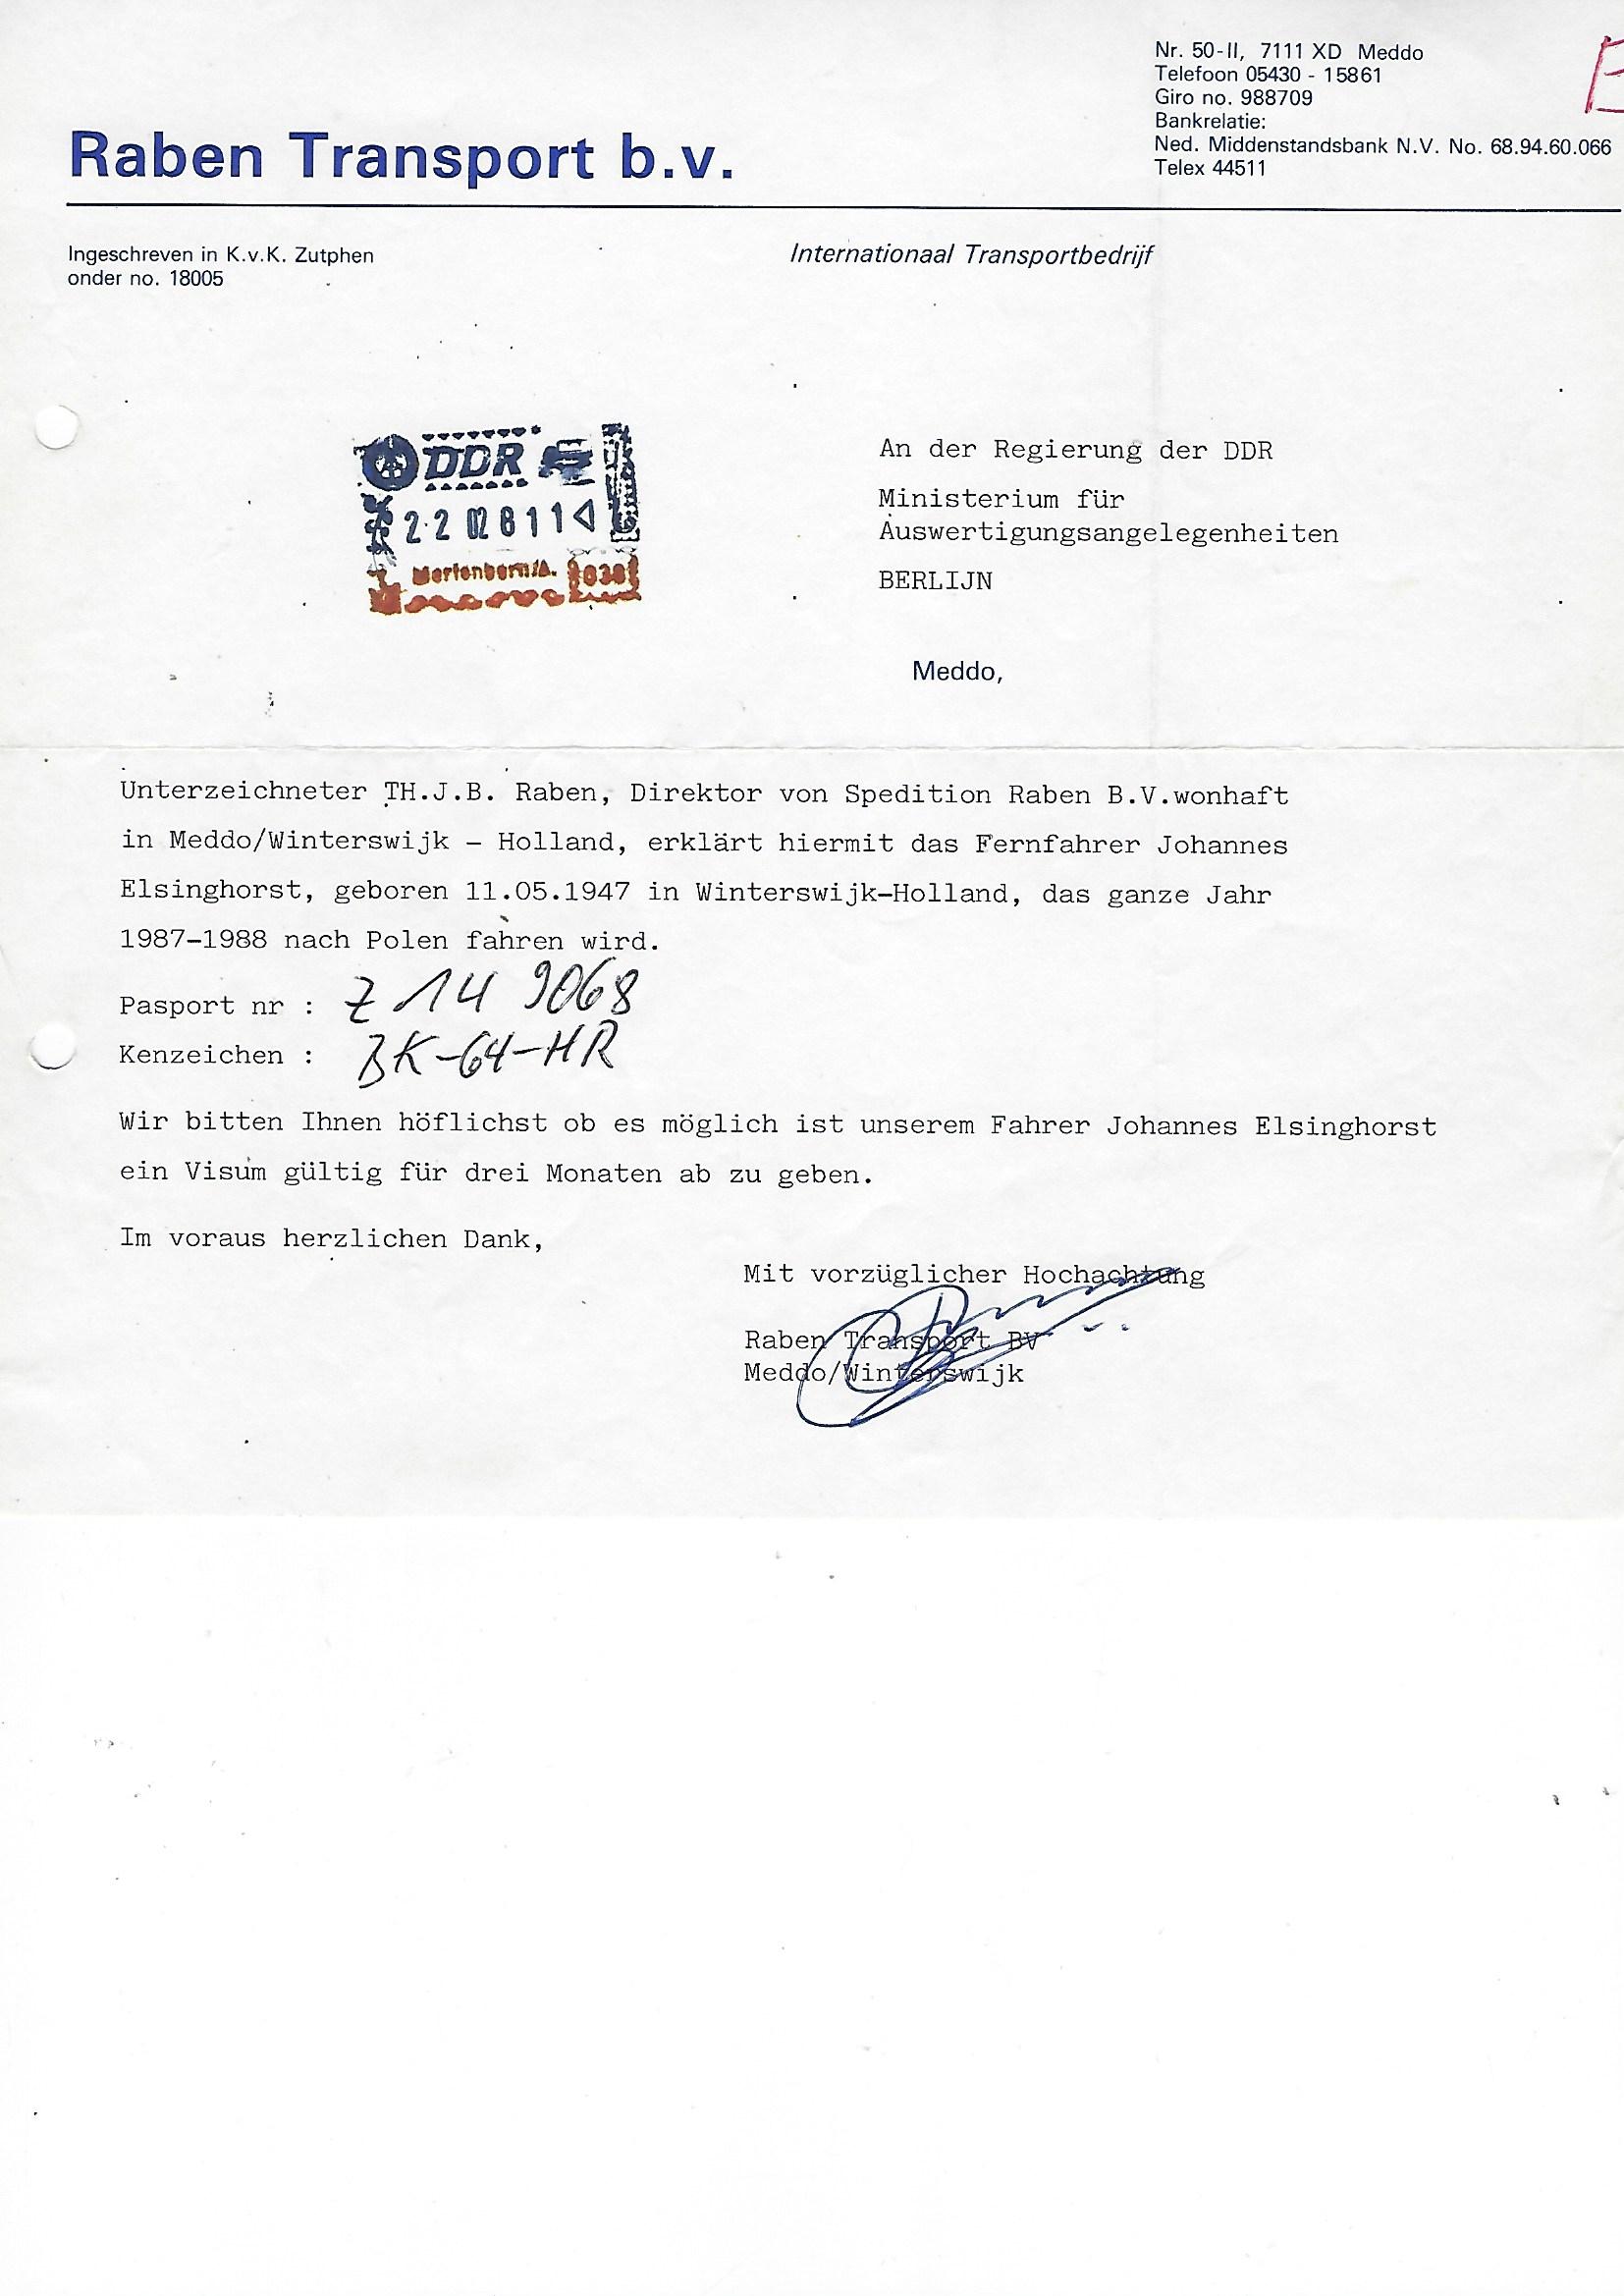 Nr. 50-II, 7111 XD Meddo
Telefoon 05430 - 15861
Giro no. 988709
Bankrelatie:
Ned. Middenstandsbank N.V. No. 68.94.60.066
Telex 44511
Raben Transport b.v.
Ingeschreven in K.v.K. Zutphen
onder no. 18005
Internationaal Transportbedrijf
DDR
22 02 8 11
Marienborn/A. 038
An der Regierung der DDR
Ministerium für
Auswertigungsangelegenheiten
BERLIJN
Meddo,
Unterzeichneter TH.J.B. Raben, Direktor von Spedition Raben B.V.wonhaft
in Meddo/Winterswijk - Holland, erklärt hiermit das Fernfahrer Johannes
Elsinghorst, geboren 11.05.1947 in Winterswijk-Holland, das ganze Jahr
1987-1988 nach Polen fahren wird.
Pasport nr : Z 14 9068
Kenzeichen : BK-64-HR
Wir bitten Ihnen höflichst ob es möglich ist unserem Fahrer Johannes Elsinghorst
ein Visum gültig für drei Monaten ab zu geben.
Im voraus herzlichen Dank,
Mit vorzüglicher Hochachtung
Raben Transport BV
Meddo/Winterswijk